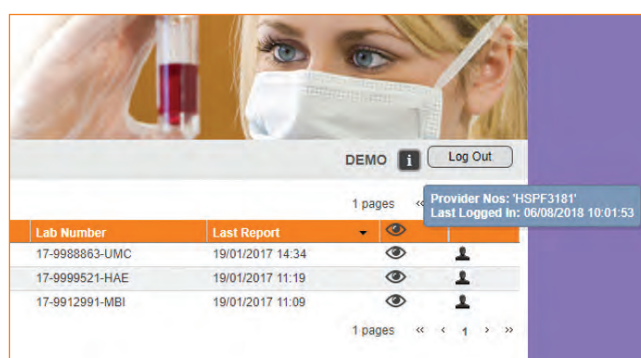 DEMO i Log Out
1 pages «
Provider Nos: 'HSPF3181'
Last Logged In: 06/08/2018 10:01:53
Lab Number Last Report
17-9988863-UMC 19/01/2017 14:34
17-9999521-HAE 19/01/2017 11:19
17-9912991-MBI 19/01/2017 11:09
1 pages « ‹ 1 › »